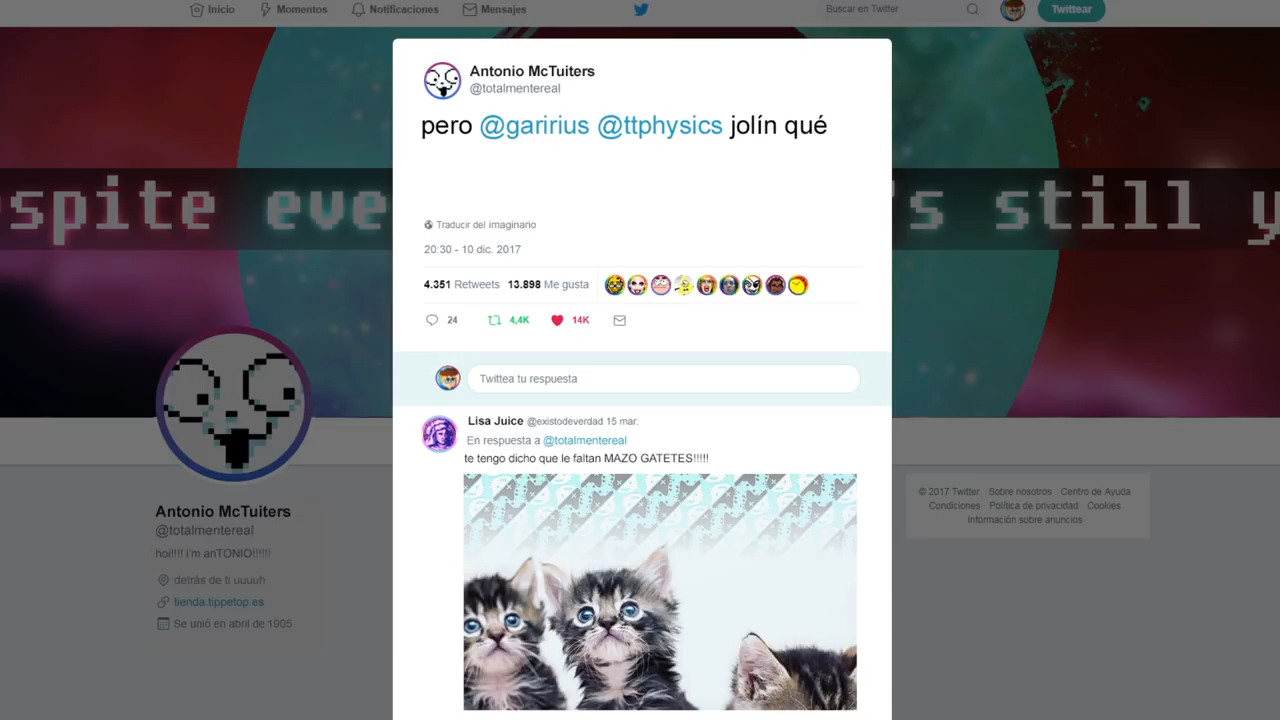 Inicio Momentos Notificaciones Mensajes Buscar en Twitter Twittear
Antonio McTuiters
@totalmentereal
pero @garirius @ttphysics jolín qué
spite eve
's still y
Traducir del imaginario
20:30 - 10 dic. 2017
4.351 Retweets 13.898 Me gusta
24 4,4K 14K
Twittea tu respuesta
Lisa Juice @existodeverdad 15 mar.
En respuesta a @totalmentereal
te tengo dicho que le faltan MAZO GATETES!!!!!
Antonio McTuiters
@totalmentereal
hoi!!!! i'm anTONIO!!!!!!
detrás de ti uuuuh
tienda.tippetop.es
Se unió en abril de 1905
© 2017 Twitter Sobre nosotros Centro de Ayuda
Condiciones Política de privacidad Cookies
Información sobre anuncios